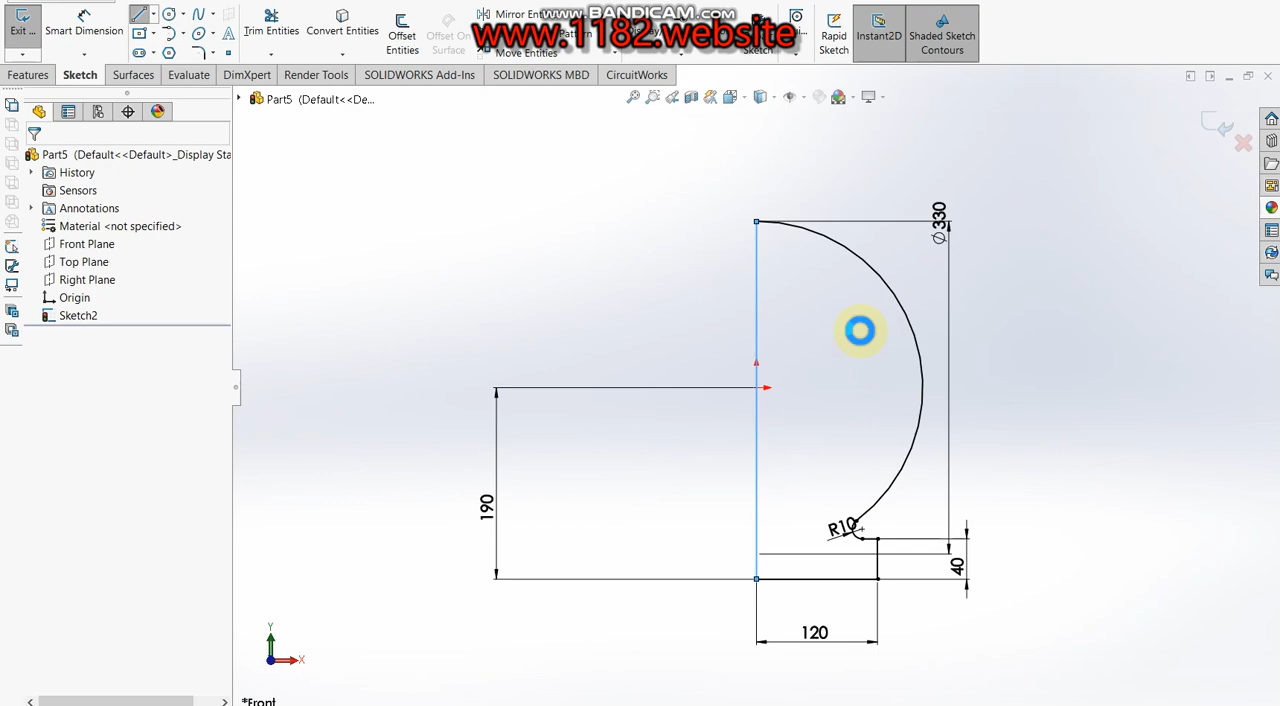 Exit ...
Smart Dimension
Trim Entities
Convert Entities
Offset
Entities
Offset On
Surface
Mirror Enti
Move Entities
www.BANDICAM.com
www.1182.website
Rapid
Sketch
Instant2D
Shaded Sketch
Contours
Features
Sketch
Surfaces
Evaluate
DimXpert
Render Tools
SOLIDWORKS Add-Ins
SOLIDWORKS MBD
CircuitWorks
Part5 (Default<<De...
Part5 (Default<<Default>_Display Sta
History
Sensors
Annotations
Material <not specified>
Front Plane
Top Plane
Right Plane
Origin
Sketch2
∅330
190
R10
40
120
Y
X
*Front